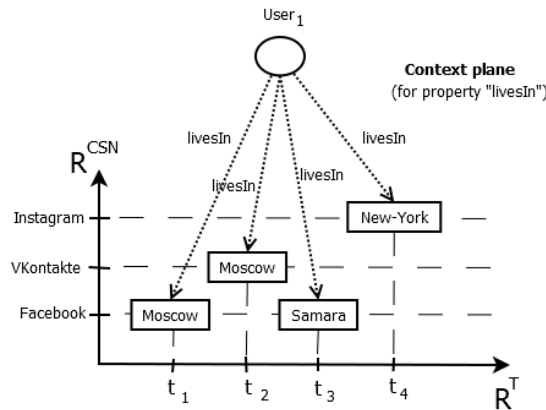 User1
Context plane
(for property "livesIn")
livesIn
livesIn
livesIn
livesIn
R CSN
Instagram
New-York
VKontakte
Moscow
Facebook
Moscow
Samara
t1
t2
t3
t4
R T